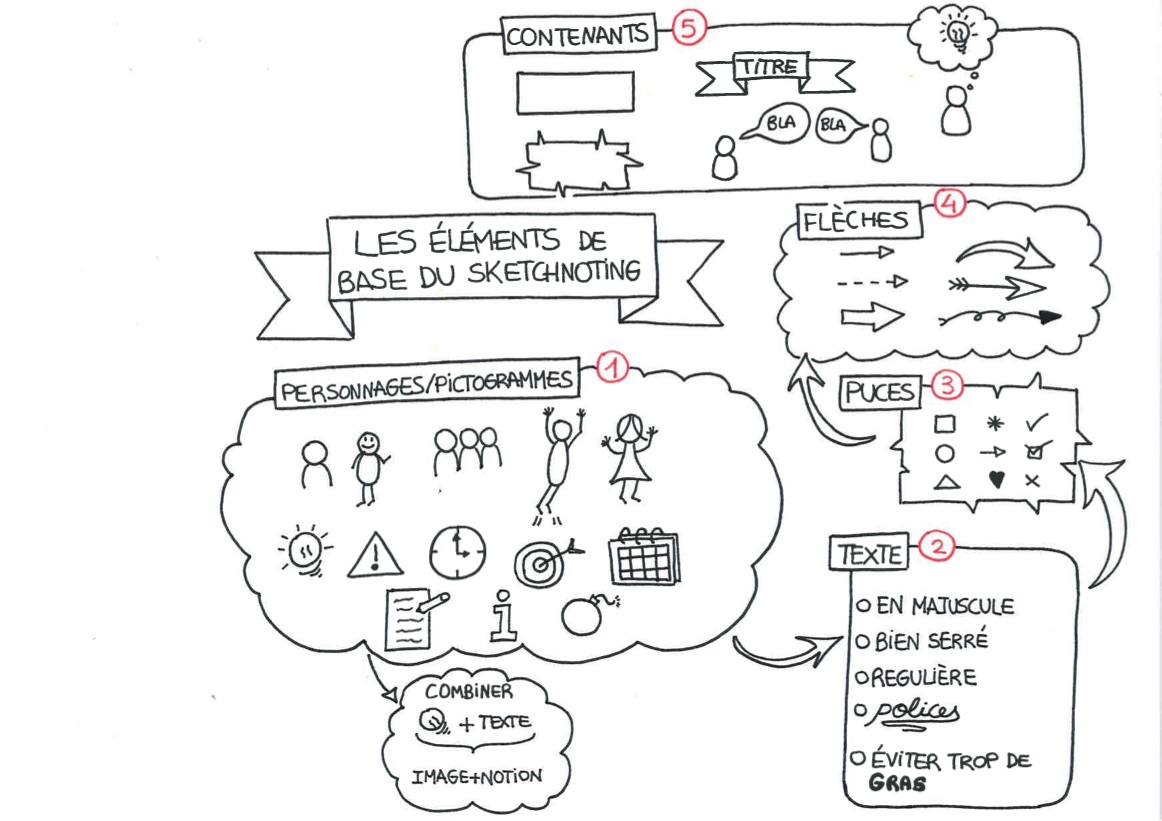 CONTENANTS 5
TITRE
BLA BLA
LES ÉLÉMENTS DE
BASE DU SKETCHNOTING
FLÈCHES 4
PERSONNAGES/PICTOGRAMMES 1
PUCES 3
TEXTE 2
EN MAJUSCULE
BIEN SERRÉ
REGULIÈRE
polices
ÉVITER TROP DE
GRAS
COMBINER
+ TEXTE
IMAGE+NOTION